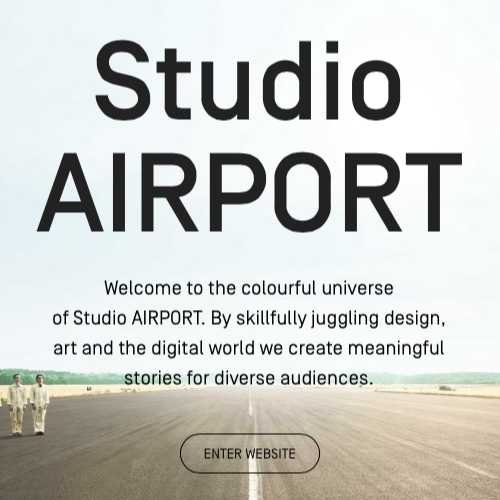 Studio
AIRPORT
Welcome to the colourful universe
of Studio AIRPORT. By skillfully juggling design,
art and the digital world we create meaningful
stories for diverse audiences.
ENTER WEBSITE